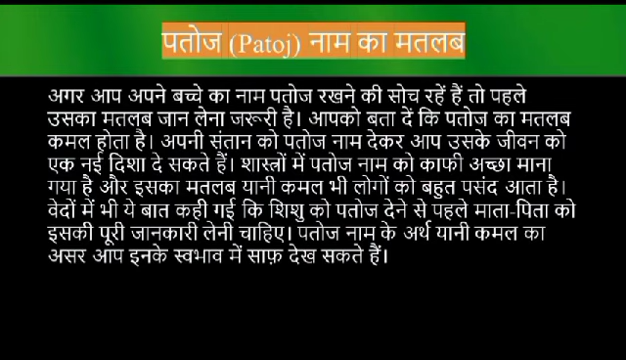 पतोज (Patoj) नाम का मतलब
अगर आप अपने बच्चे का नाम पतोज रखने की सोच रहें हैं तो पहले
उसका मतलब जान लेना जरूरी है। आपको बता दें कि पतोज का मतलब
कमल होता है। अपनी संतान को पतोज नाम देकर आप उसके जीवन को
एक नई दिशा दे सकते हैं। शास्त्रों में पतोज नाम को काफी अच्छा माना
गया है और इसका मतलब यानी कमल भी लोगों को बहुत पसंद आता है।
वेदों में भी ये बात कही गई कि शिशु को पतोज देने से पहले माता-पिता को
इसकी पूरी जानकारी लेनी चाहिए। पतोज नाम के अर्थ यानी कमल का
असर आप इनके स्वभाव में साफ़ देख सकते हैं।